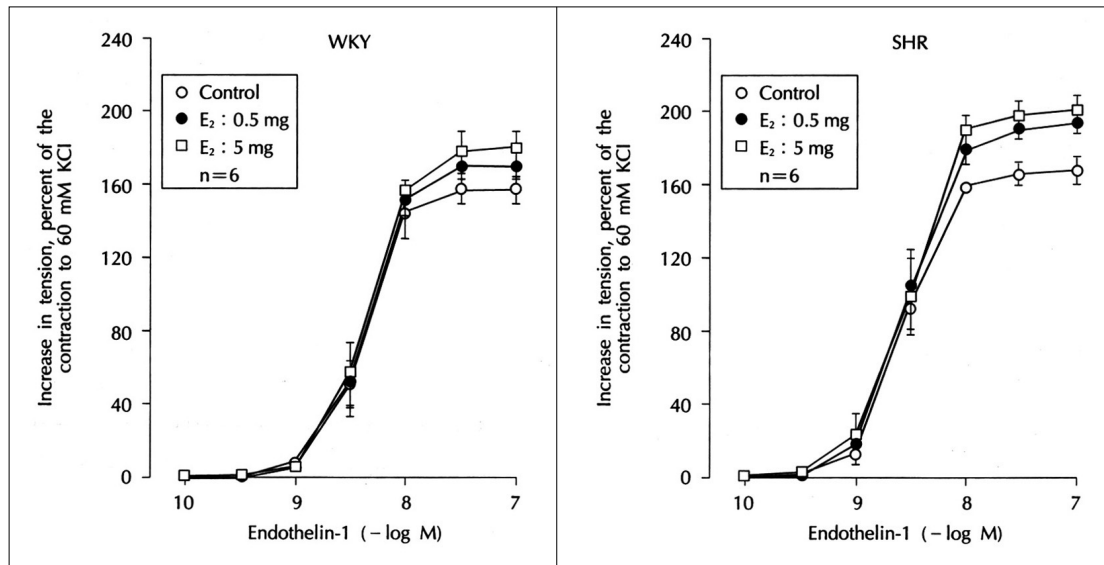 WKY
Increase in tension, percent of the
contraction to 60 mM KCl
240
200
160
120
80
40
0
Control
E₂ : 0.5 mg
E₂ : 5 mg
n=6
10
9
8
7
Endothelin-1 (−log M)
SHR
Increase in tension, percent of the
contraction to 60 mM KCl
240
200
160
120
80
40
0
Control
E₂ : 0.5 mg
E₂ : 5 mg
n=6
10
9
8
7
Endothelin-1 (−log M)